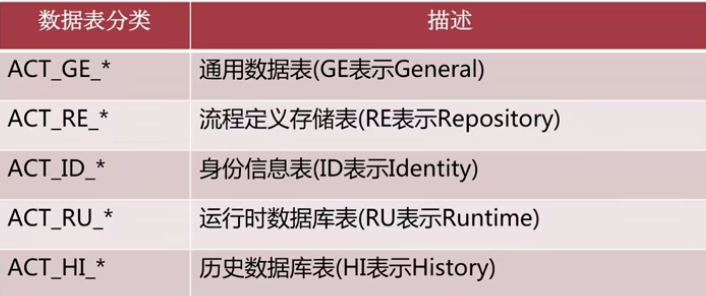 数据表分类 描述
ACT_GE_* 通用数据表(GE表示General)
ACT_RE_* 流程定义存储表(RE表示Repository)
ACT_ID_* 身份信息表(ID表示Identity)
ACT_RU_* 运行时数据库表(RU表示Runtime)
ACT_HI_* 历史数据库表(HI表示History)